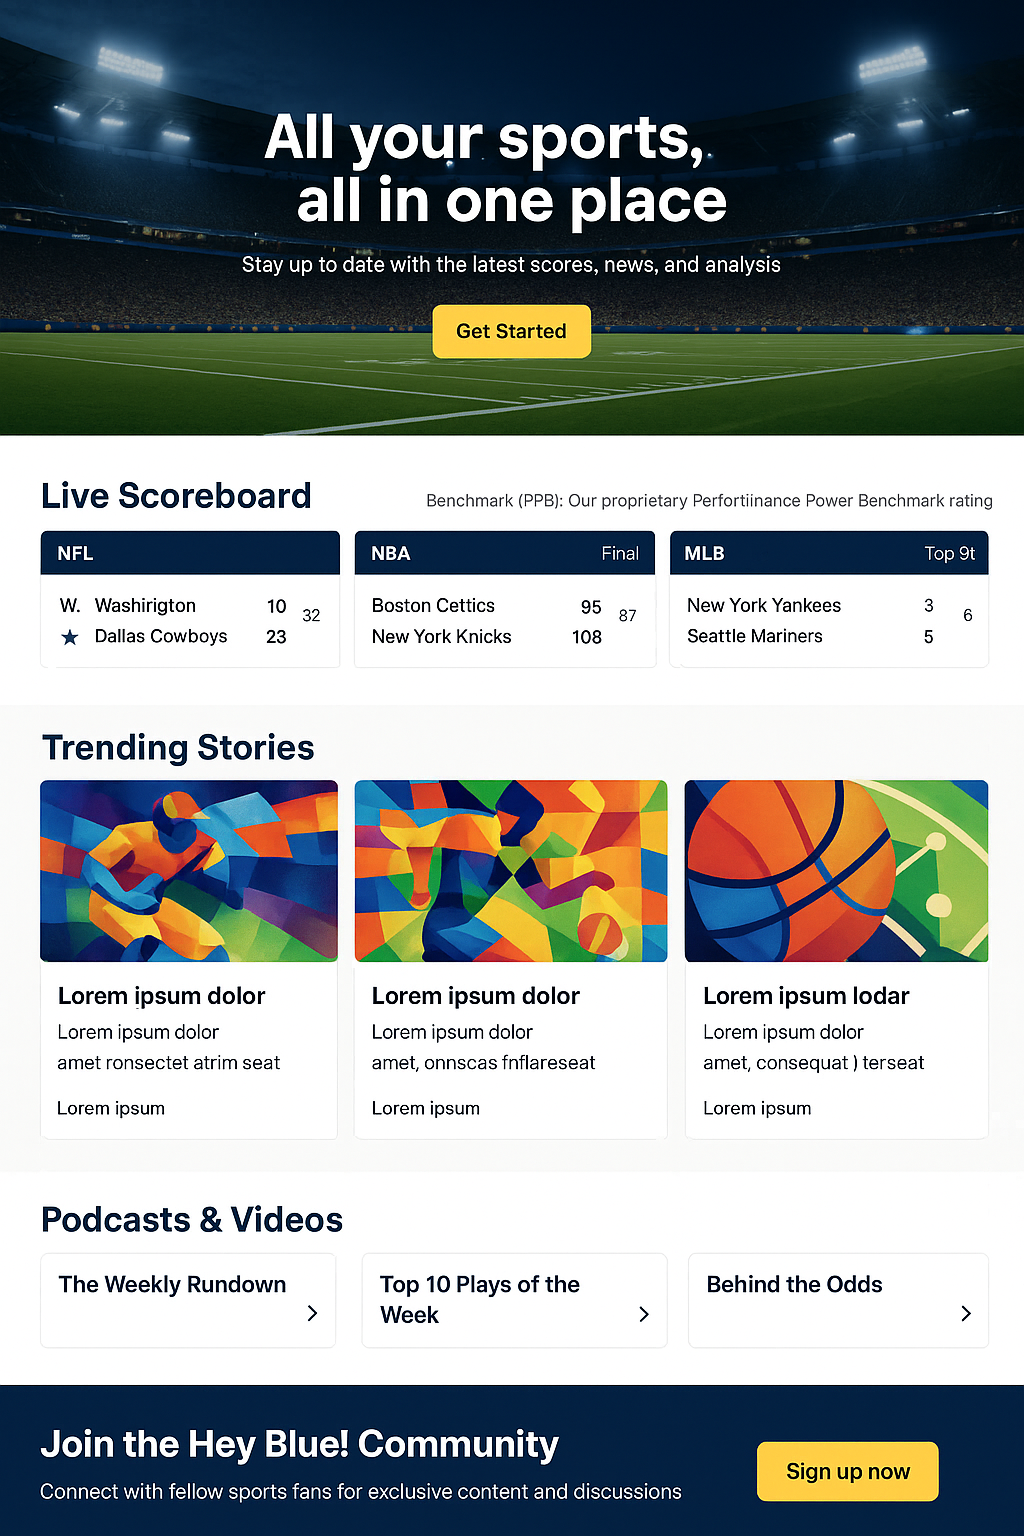 All your sports,
all in one place
Stay up to date with the latest scores, news, and analysis
Get Started
Live Scoreboard
Benchmark (PPB): Our proprietary Perfortiinance Power Benchmark rating
NFL
W. Washirigton 10
32
★ Dallas Cowboys 23
NBA Final
Boston Cettics 95
87
New York Knicks 108
MLB Top 9t
New York Yankees 3
6
Seattle Mariners 5
Trending Stories
Lorem ipsum dolor
Lorem ipsum dolor
amet ronsectet atrim seat
Lorem ipsum
Lorem ipsum dolor
Lorem ipsum dolor
amet, onnscas fnflareseat
Lorem ipsum
Lorem ipsum lodar
Lorem ipsum dolor
amet, consequat ) terseat
Lorem ipsum
Podcasts & Videos
The Weekly Rundown
Top 10 Plays of the
Week
Behind the Odds
Join the Hey Blue! Community
Connect with fellow sports fans for exclusive content and discussions
Sign up now